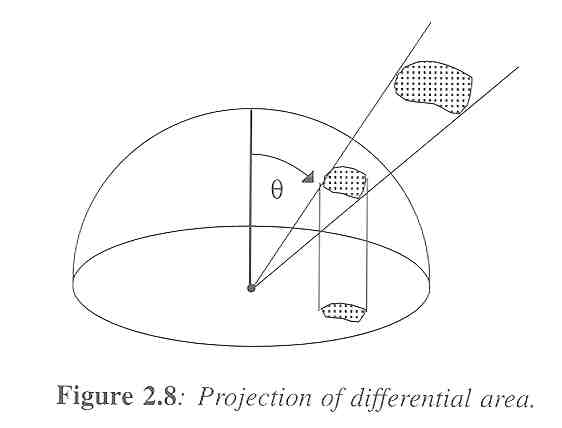 θ
Figure 2.8: Projection of differential area.